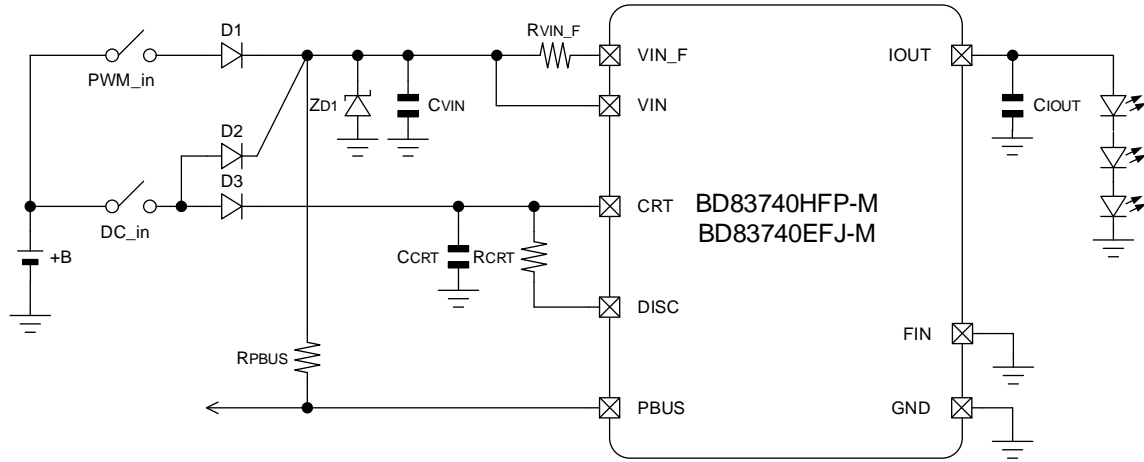 D1
RVIN_F
VIN_F
IOUT
PWM_in
ZD1
CVIN
VIN
CIOUT
D2
D3
CRT
BD83740HFP-M
BD83740EFJ-M
DC_in
+B
CCRT
RCRT
DISC
FIN
RPBUS
PBUS
GND